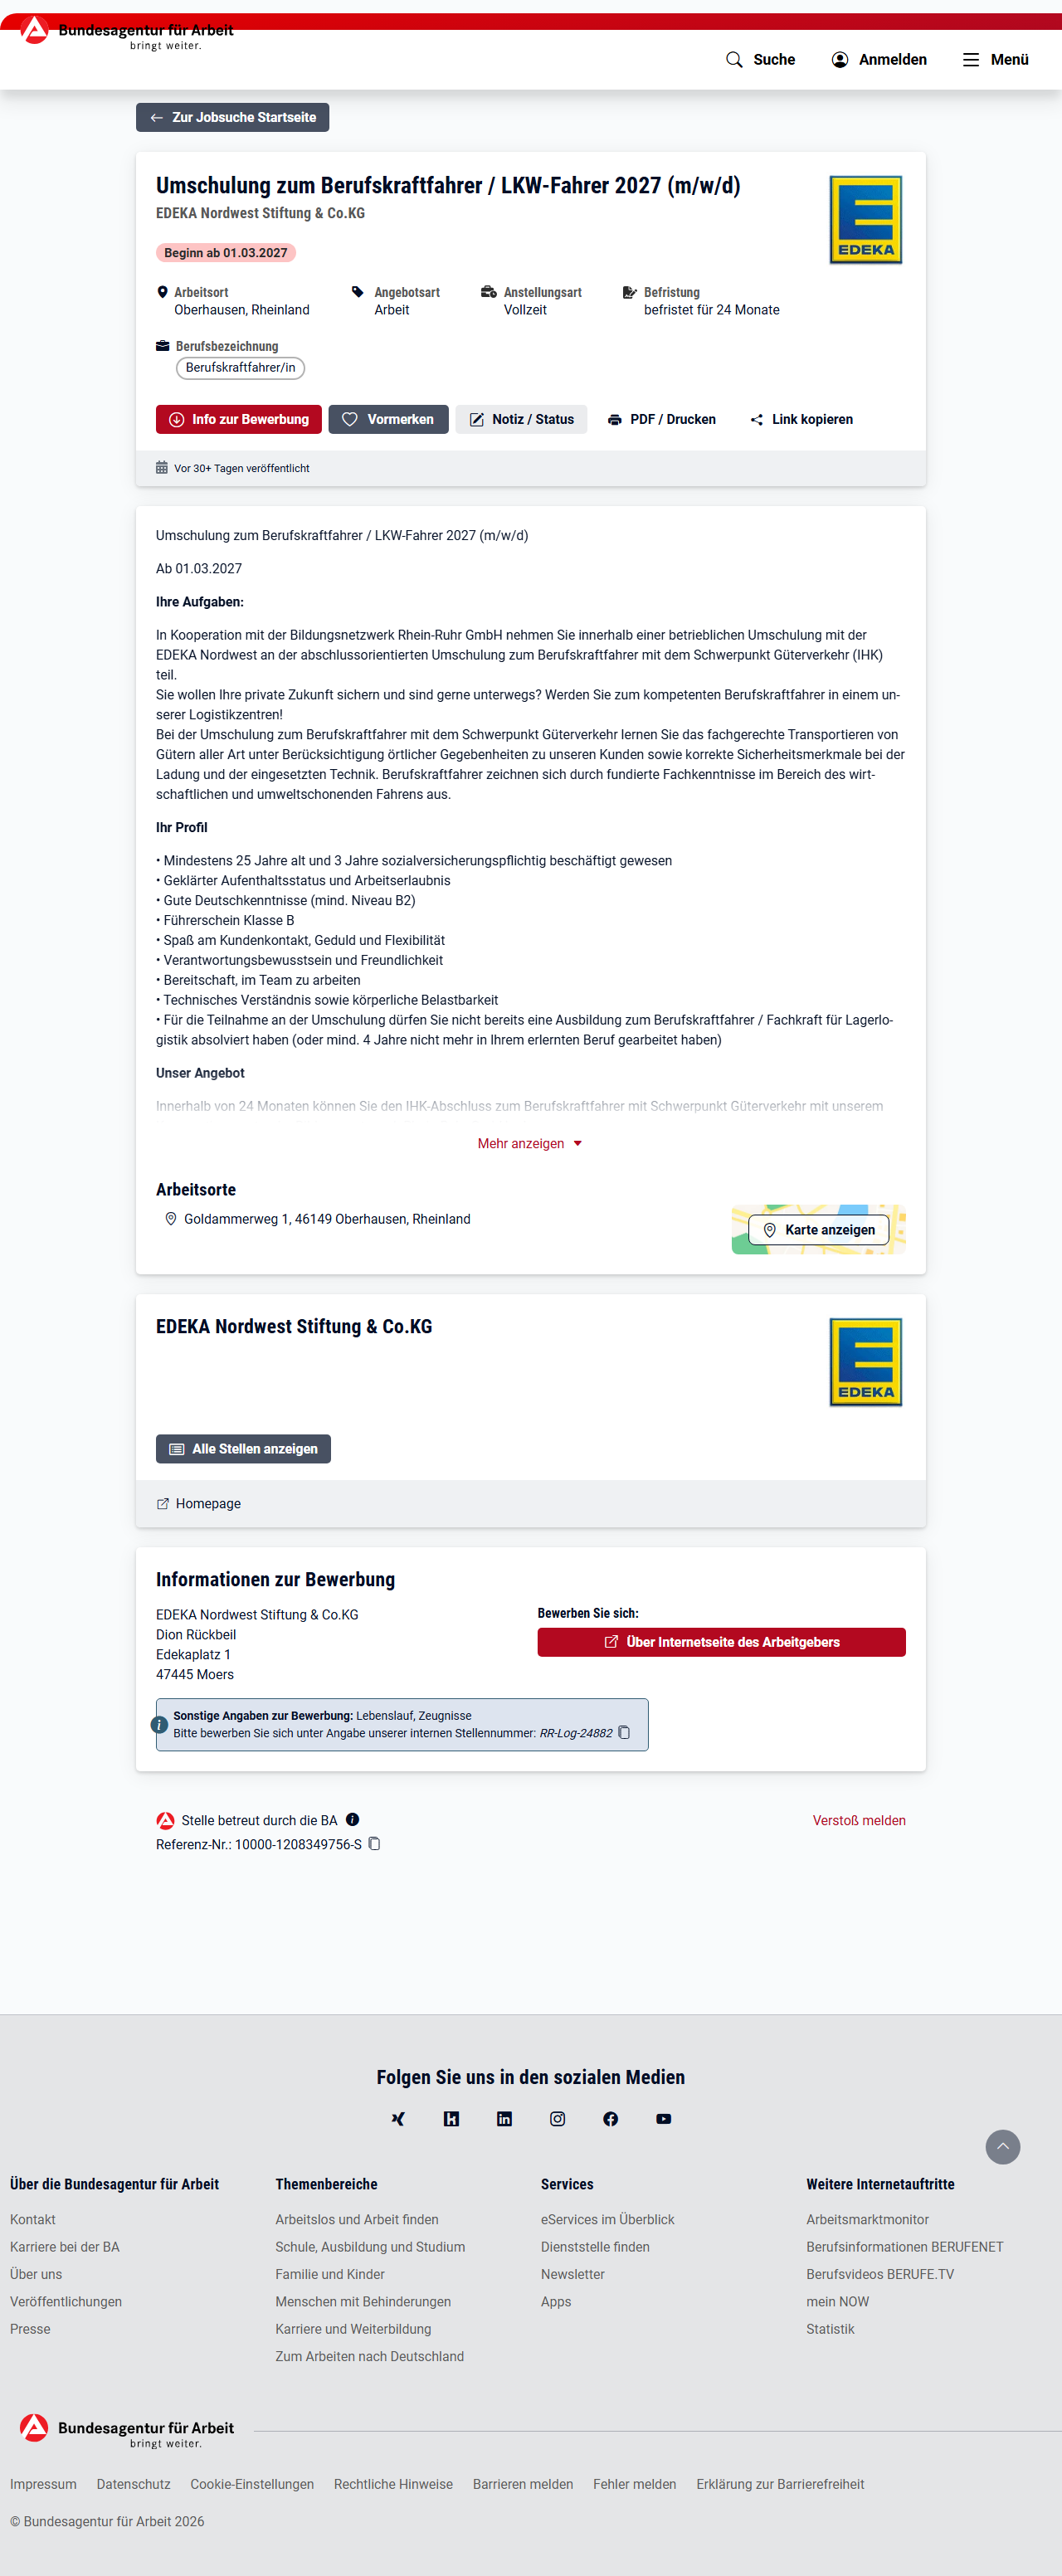 Bundesagentur für Arbeit
bringt weiter.
Suche
Anmelden
Menü
Zur Jobsuche Startseite
Umschulung zum Berufskraftfahrer / LKW-Fahrer 2027 (m/w/d)
EDEKA Nordwest Stiftung & Co.KG
EDEKA
Beginn ab 01.03.2027
Arbeitsort
Oberhausen, Rheinland
Angebotsart
Arbeit
Anstellungsart
Vollzeit
Befristung
befristet für 24 Monate
Berufsbezeichnung
Berufskraftfahrer/in
Info zur Bewerbung
Vormerken
Notiz / Status
PDF / Drucken
Link kopieren
Vor 30+ Tagen veröffentlicht
Umschulung zum Berufskraftfahrer / LKW-Fahrer 2027 (m/w/d)
Ab 01.03.2027
Ihre Aufgaben:
In Kooperation mit der Bildungsnetzwerk Rhein-Ruhr GmbH nehmen Sie innerhalb einer betrieblichen Umschulung mit der
EDEKA Nordwest an der abschlussorientierten Umschulung zum Berufskraftfahrer mit dem Schwerpunkt Güterverkehr (IHK)
teil.
Sie wollen Ihre private Zukunft sichern und sind gerne unterwegs? Werden Sie zum kompetenten Berufskraftfahrer in einem un-
serer Logistikzentren!
Bei der Umschulung zum Berufskraftfahrer mit dem Schwerpunkt Güterverkehr lernen Sie das fachgerechte Transportieren von
Gütern aller Art unter Berücksichtigung örtlicher Gegebenheiten zu unseren Kunden sowie korrekte Sicherheitsmerkmale bei der
Ladung und der eingesetzten Technik. Berufskraftfahrer zeichnen sich durch fundierte Fachkenntnisse im Bereich des wirt-
schaftlichen und umweltschonenden Fahrens aus.
Ihr Profil
• Mindestens 25 Jahre alt und 3 Jahre sozialversicherungspflichtig beschäftigt gewesen
• Geklärter Aufenthaltsstatus und Arbeitserlaubnis
• Gute Deutschkenntnisse (mind. Niveau B2)
• Führerschein Klasse B
• Spaß am Kundenkontakt, Geduld und Flexibilität
• Verantwortungsbewusstsein und Freundlichkeit
• Bereitschaft, im Team zu arbeiten
• Technisches Verständnis sowie körperliche Belastbarkeit
• Für die Teilnahme an der Umschulung dürfen Sie nicht bereits eine Ausbildung zum Berufskraftfahrer / Fachkraft für Lagerlo-
gistik absolviert haben (oder mind. 4 Jahre nicht mehr in Ihrem erlernten Beruf gearbeitet haben)
Unser Angebot
Innerhalb von 24 Monaten können Sie den IHK-Abschluss zum Berufskraftfahrer mit Schwerpunkt Güterverkehr mit unserem
Mehr anzeigen
Arbeitsorte
Goldammerweg 1, 46149 Oberhausen, Rheinland
Karte anzeigen
EDEKA Nordwest Stiftung & Co.KG
EDEKA
Alle Stellen anzeigen
Homepage
Informationen zur Bewerbung
EDEKA Nordwest Stiftung & Co.KG
Dion Rückbeil
Edekaplatz 1
47445 Moers
Bewerben Sie sich:
Über Internetseite des Arbeitgebers
Sonstige Angaben zur Bewerbung: Lebenslauf, Zeugnisse
Bitte bewerben Sie sich unter Angabe unserer internen Stellennummer: RR-Log-24882
Stelle betreut durch die BA
Verstoß melden
Referenz-Nr.: 10000-1208349756-S
Folgen Sie uns in den sozialen Medien
Über die Bundesagentur für Arbeit
Kontakt
Karriere bei der BA
Über uns
Veröffentlichungen
Presse
Themenbereiche
Arbeitslos und Arbeit finden
Schule, Ausbildung und Studium
Familie und Kinder
Menschen mit Behinderungen
Karriere und Weiterbildung
Zum Arbeiten nach Deutschland
Services
eServices im Überblick
Dienststelle finden
Newsletter
Apps
Weitere Internetauftritte
Arbeitsmarktmonitor
Berufsinformationen BERUFENET
Berufsvideos BERUFE.TV
mein NOW
Statistik
Bundesagentur für Arbeit
bringt weiter.
Impressum
Datenschutz
Cookie-Einstellungen
Rechtliche Hinweise
Barrieren melden
Fehler melden
Erklärung zur Barrierefreiheit
© Bundesagentur für Arbeit 2026